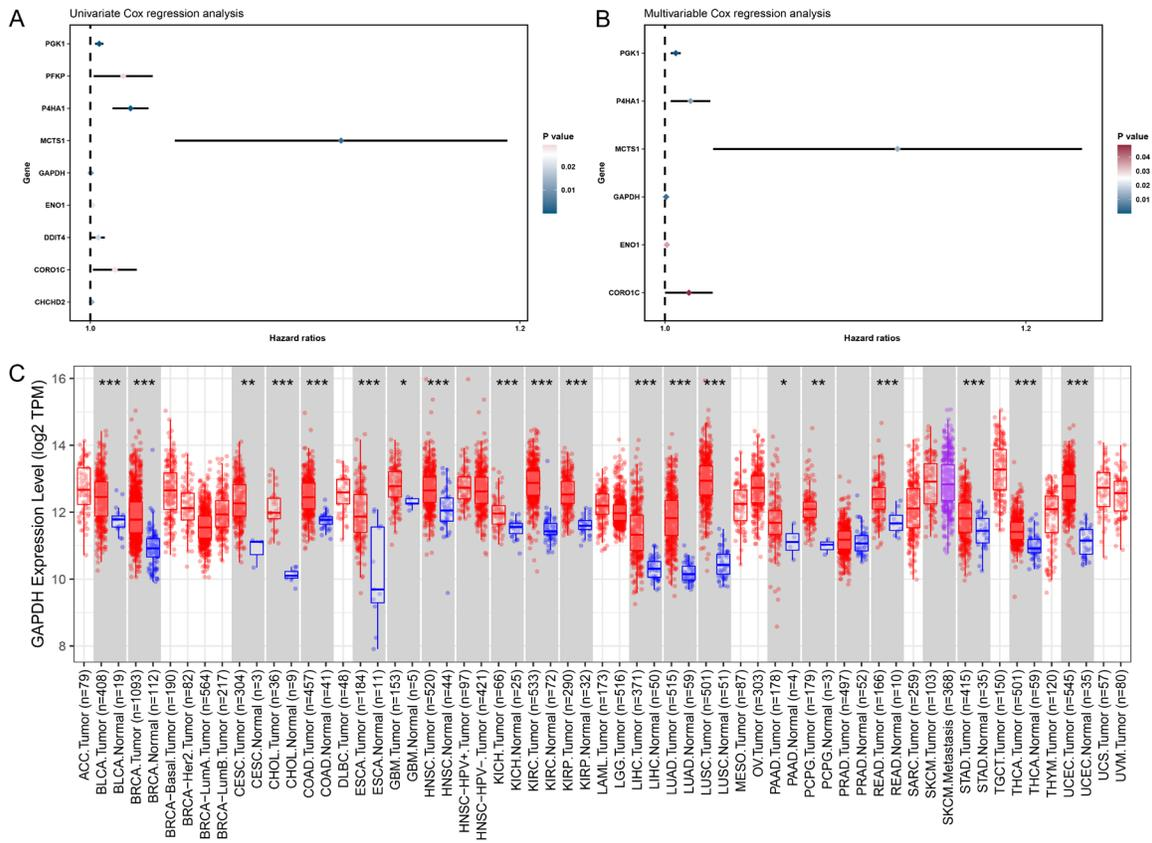 A
Univariate Cox regression analysis
PGK1
PFKP
P4HA1
MCTS1
GAPDH
ENO1
DDIT4
CORO1C
CHCHD2
Gene
1.0
1.2
Hazard ratios
P value
0.02
0.01
B
Multivariable Cox regression analysis
PGK1
P4HA1
MCTS1
GAPDH
ENO1
CORO1C
Gene
1.0
1.2
Hazard ratios
P value
0.04
0.03
0.02
0.01
C
GAPDH Expression Level (log2 TPM)
16
14
12
10
8
*** *** ** *** *** *** * *** *** *** *** *** *** *** * ** *** *** *** ***
ACC.Tumor (n=79)
BLCA.Tumor (n=408)
BLCA.Normal (n=19)
BRCA.Tumor (n=1093)
BRCA.Normal (n=112)
BRCA-Basal.Tumor (n=190)
BRCA-Her2.Tumor (n=82)
BRCA-LumA.Tumor (n=564)
BRCA-LumB.Tumor (n=217)
CESC.Tumor (n=304)
CESC.Normal (n=3)
CHOL.Tumor (n=36)
CHOL.Normal (n=9)
COAD.Tumor (n=457)
COAD.Normal (n=41)
DLBC.Tumor (n=48)
ESCA.Tumor (n=184)
ESCA.Normal (n=11)
GBM.Tumor (n=153)
GBM.Normal (n=5)
HNSC.Tumor (n=520)
HNSC.Normal (n=44)
HNSC-HPV+.Tumor (n=97)
HNSC-HPV-.Tumor (n=421)
KICH.Tumor (n=66)
KICH.Normal (n=25)
KIRC.Tumor (n=533)
KIRC.Normal (n=72)
KIRP.Tumor (n=290)
KIRP.Normal (n=32)
LAML.Tumor (n=173)
LGG.Tumor (n=516)
LIHC.Tumor (n=371)
LIHC.Normal (n=50)
LUAD.Tumor (n=515)
LUAD.Normal (n=59)
LUSC.Tumor (n=501)
LUSC.Normal (n=51)
MESO.Tumor (n=87)
OV.Tumor (n=303)
PAAD.Tumor (n=178)
PAAD.Normal (n=4)
PCPG.Tumor (n=179)
PCPG.Normal (n=3)
PRAD.Tumor (n=497)
PRAD.Normal (n=52)
READ.Tumor (n=166)
READ.Normal (n=10)
SARC.Tumor (n=259)
SKCM.Tumor (n=103)
SKCM.Metastasis (n=368)
STAD.Tumor (n=415)
STAD.Normal (n=35)
TGCT.Tumor (n=150)
THCA.Tumor (n=501)
THCA.Normal (n=59)
THYM.Tumor (n=120)
UCEC.Tumor (n=545)
UCEC.Normal (n=35)
UCS.Tumor (n=57)
UVM.Tumor (n=80)